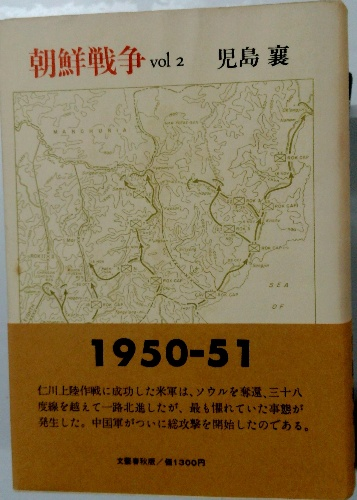 朝鮮戦争 vol 2 児島 襄
MANCHURIA
ROK CAP
SEA
OF
1950-51
仁川上陸作戦に成功した米軍は、ソウルを奪還、三十八
度線を越えて一路北進したが、最も懼れていた事態が
発生した。中国軍がついに総攻撃を開始したのである。
文藝春秋版/価1300円